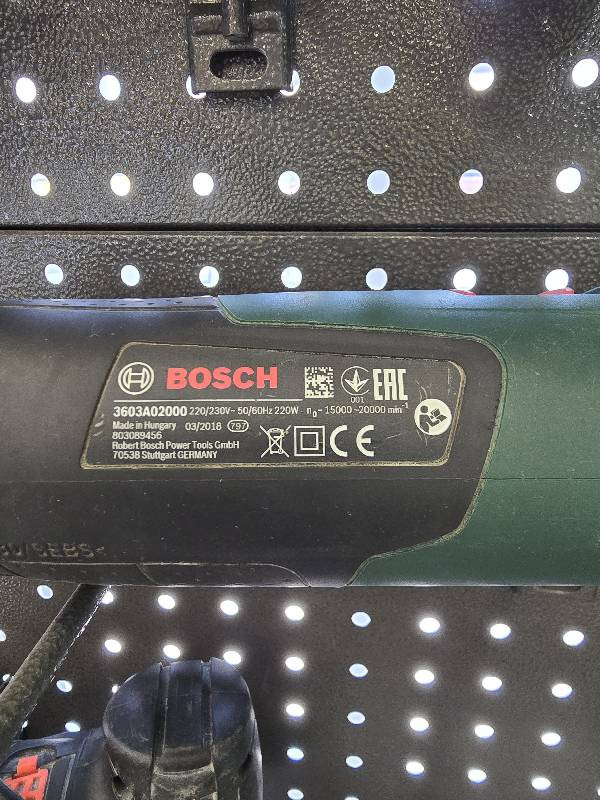 BOSCH
3603A02000 220/230V~ 50/60Hz 220W n₀= 15000 ~20000 min⁻¹
Made in Hungary 03/2018 797
803089456
Robert Bosch Power Tools GmbH
70538 Stuttgart GERMANY
001
EAC
CE